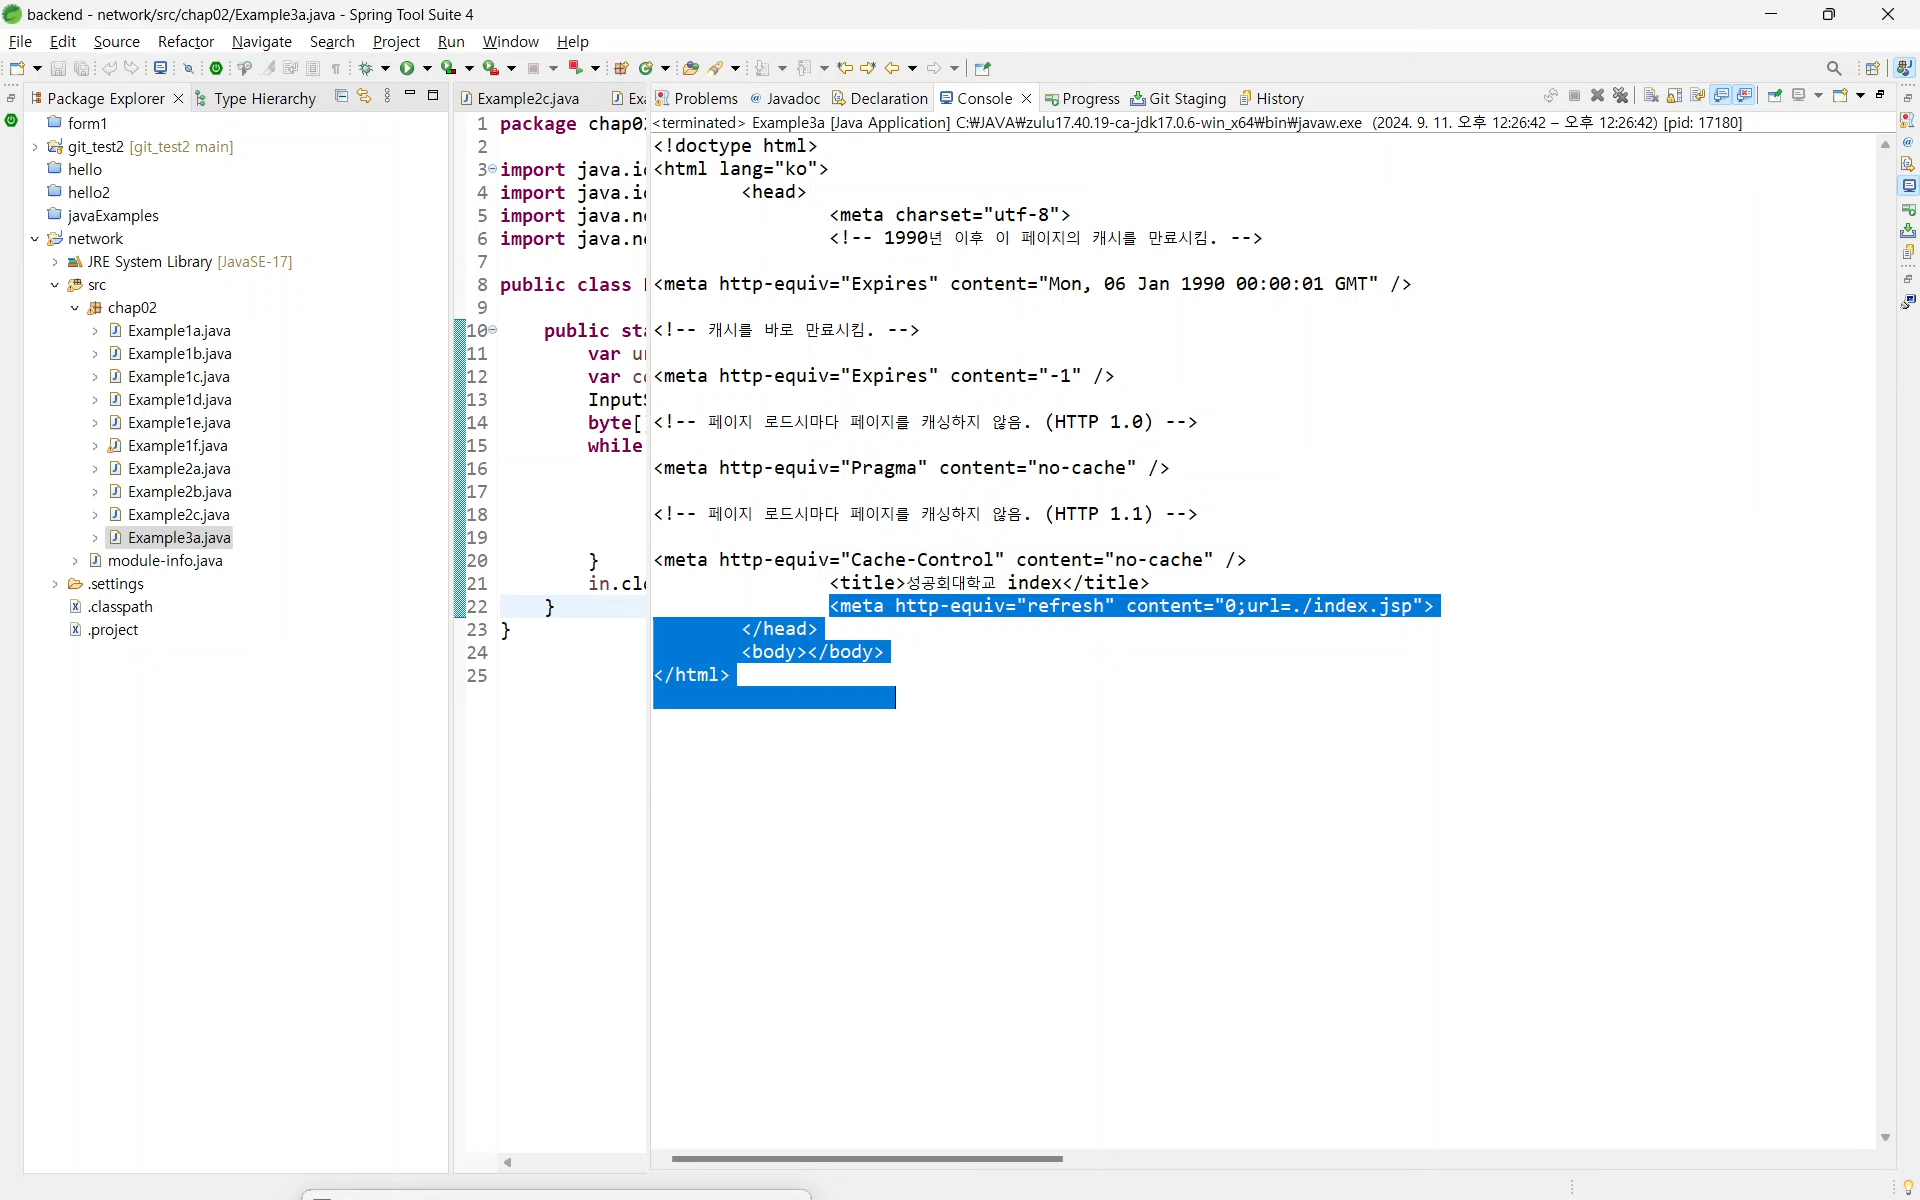 backend - network/src/chap02/Example3a.java - Spring Tool Suite 4
File Edit Source Refactor Navigate Search Project Run Window Help
Package Explorer Type Hierarchy
form1
git_test2 [git_test2 main]
hello
hello2
javaExamples
network
JRE System Library [JavaSE-17]
src
chap02
Example1a.java
Example1b.java
Example1c.java
Example1d.java
Example1e.java
Example1f.java
Example2a.java
Example2b.java
Example2c.java
Example3a.java
module-info.java
.settings
.classpath
.project
Example2c.java
1 package chap0
2
3 import java.i
4 import java.i
5 import java.n
6 import java.n
7
8 public class
9
10 public sta
11 var u
12 var c
13 Input
14 byte[
15 while
16
17
18
19
20 }
21 in.cl
22 }
23 }
24
25
Problems Javadoc Declaration Console Progress Git Staging History
<terminated> Example3a [Java Application] C:₩JAVA₩zulu17.40.19-ca-jdk17.0.6-win_x64₩bin₩javaw.exe (2024. 9. 11. 오후 12:26:42 – 오후 12:26:42) [pid: 17180]
<!doctype html>
<html lang="ko">
<head>
<meta charset="utf-8">
<!-- 1990년 이후 이 페이지의 캐시를 만료시킴. -->
<meta http-equiv="Expires" content="Mon, 06 Jan 1990 00:00:01 GMT" />
<!-- 캐시를 바로 만료시킴. -->
<meta http-equiv="Expires" content="-1" />
<!-- 페이지 로드시마다 페이지를 캐싱하지 않음. (HTTP 1.0) -->
<meta http-equiv="Pragma" content="no-cache" />
<!-- 페이지 로드시마다 페이지를 캐싱하지 않음. (HTTP 1.1) -->
<meta http-equiv="Cache-Control" content="no-cache" />
<title>성공회대학교 index</title>
<meta http-equiv="refresh" content="0;url=./index.jsp">
</head>
<body></body>
</html>